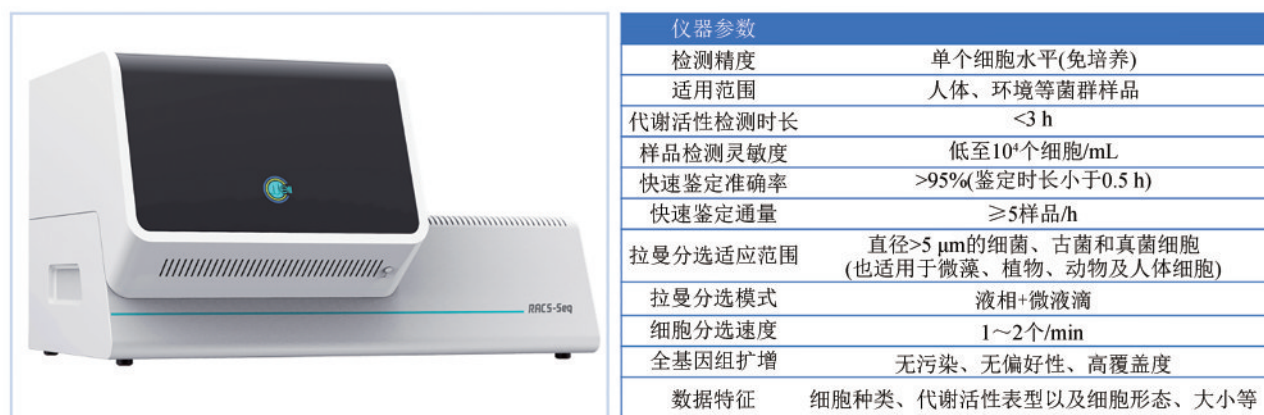 RACS-Seq
仪器参数
检测精度 单个细胞水平(免培养)
适用范围 人体、环境等菌群样品
代谢活性检测时长 <3 h
样品检测灵敏度 低至10⁴个细胞/mL
快速鉴定准确率 >95%(鉴定时长小于0.5 h)
快速鉴定通量 ≥5样品/h
拉曼分选适应范围 直径>5 μm的细菌、古菌和真菌细胞
(也适用于微藻、植物、动物及人体细胞)
拉曼分选模式 液相+微液滴
细胞分选速度 1～2个/min
全基因组扩增 无污染、无偏好性、高覆盖度
数据特征 细胞种类、代谢活性表型以及细胞形态、大小等